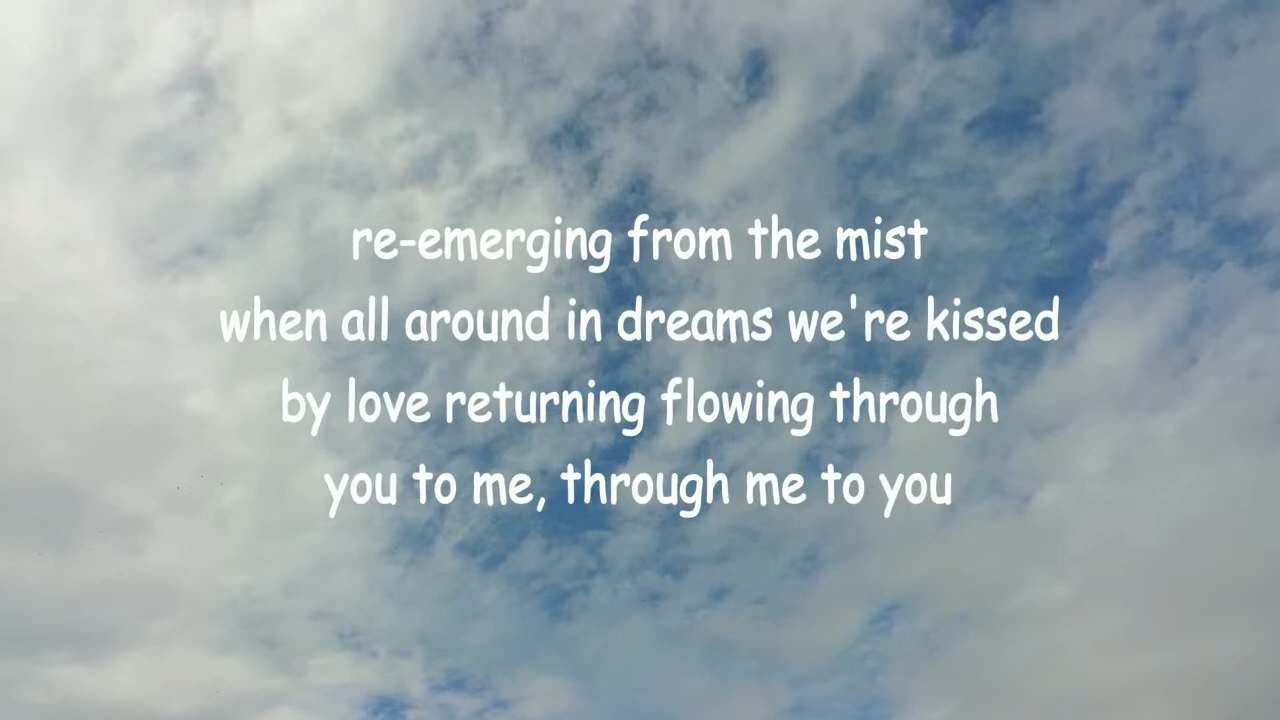 re-emerging from the mist
when all around in dreams we're kissed
by love returning flowing through
you to me, through me to you